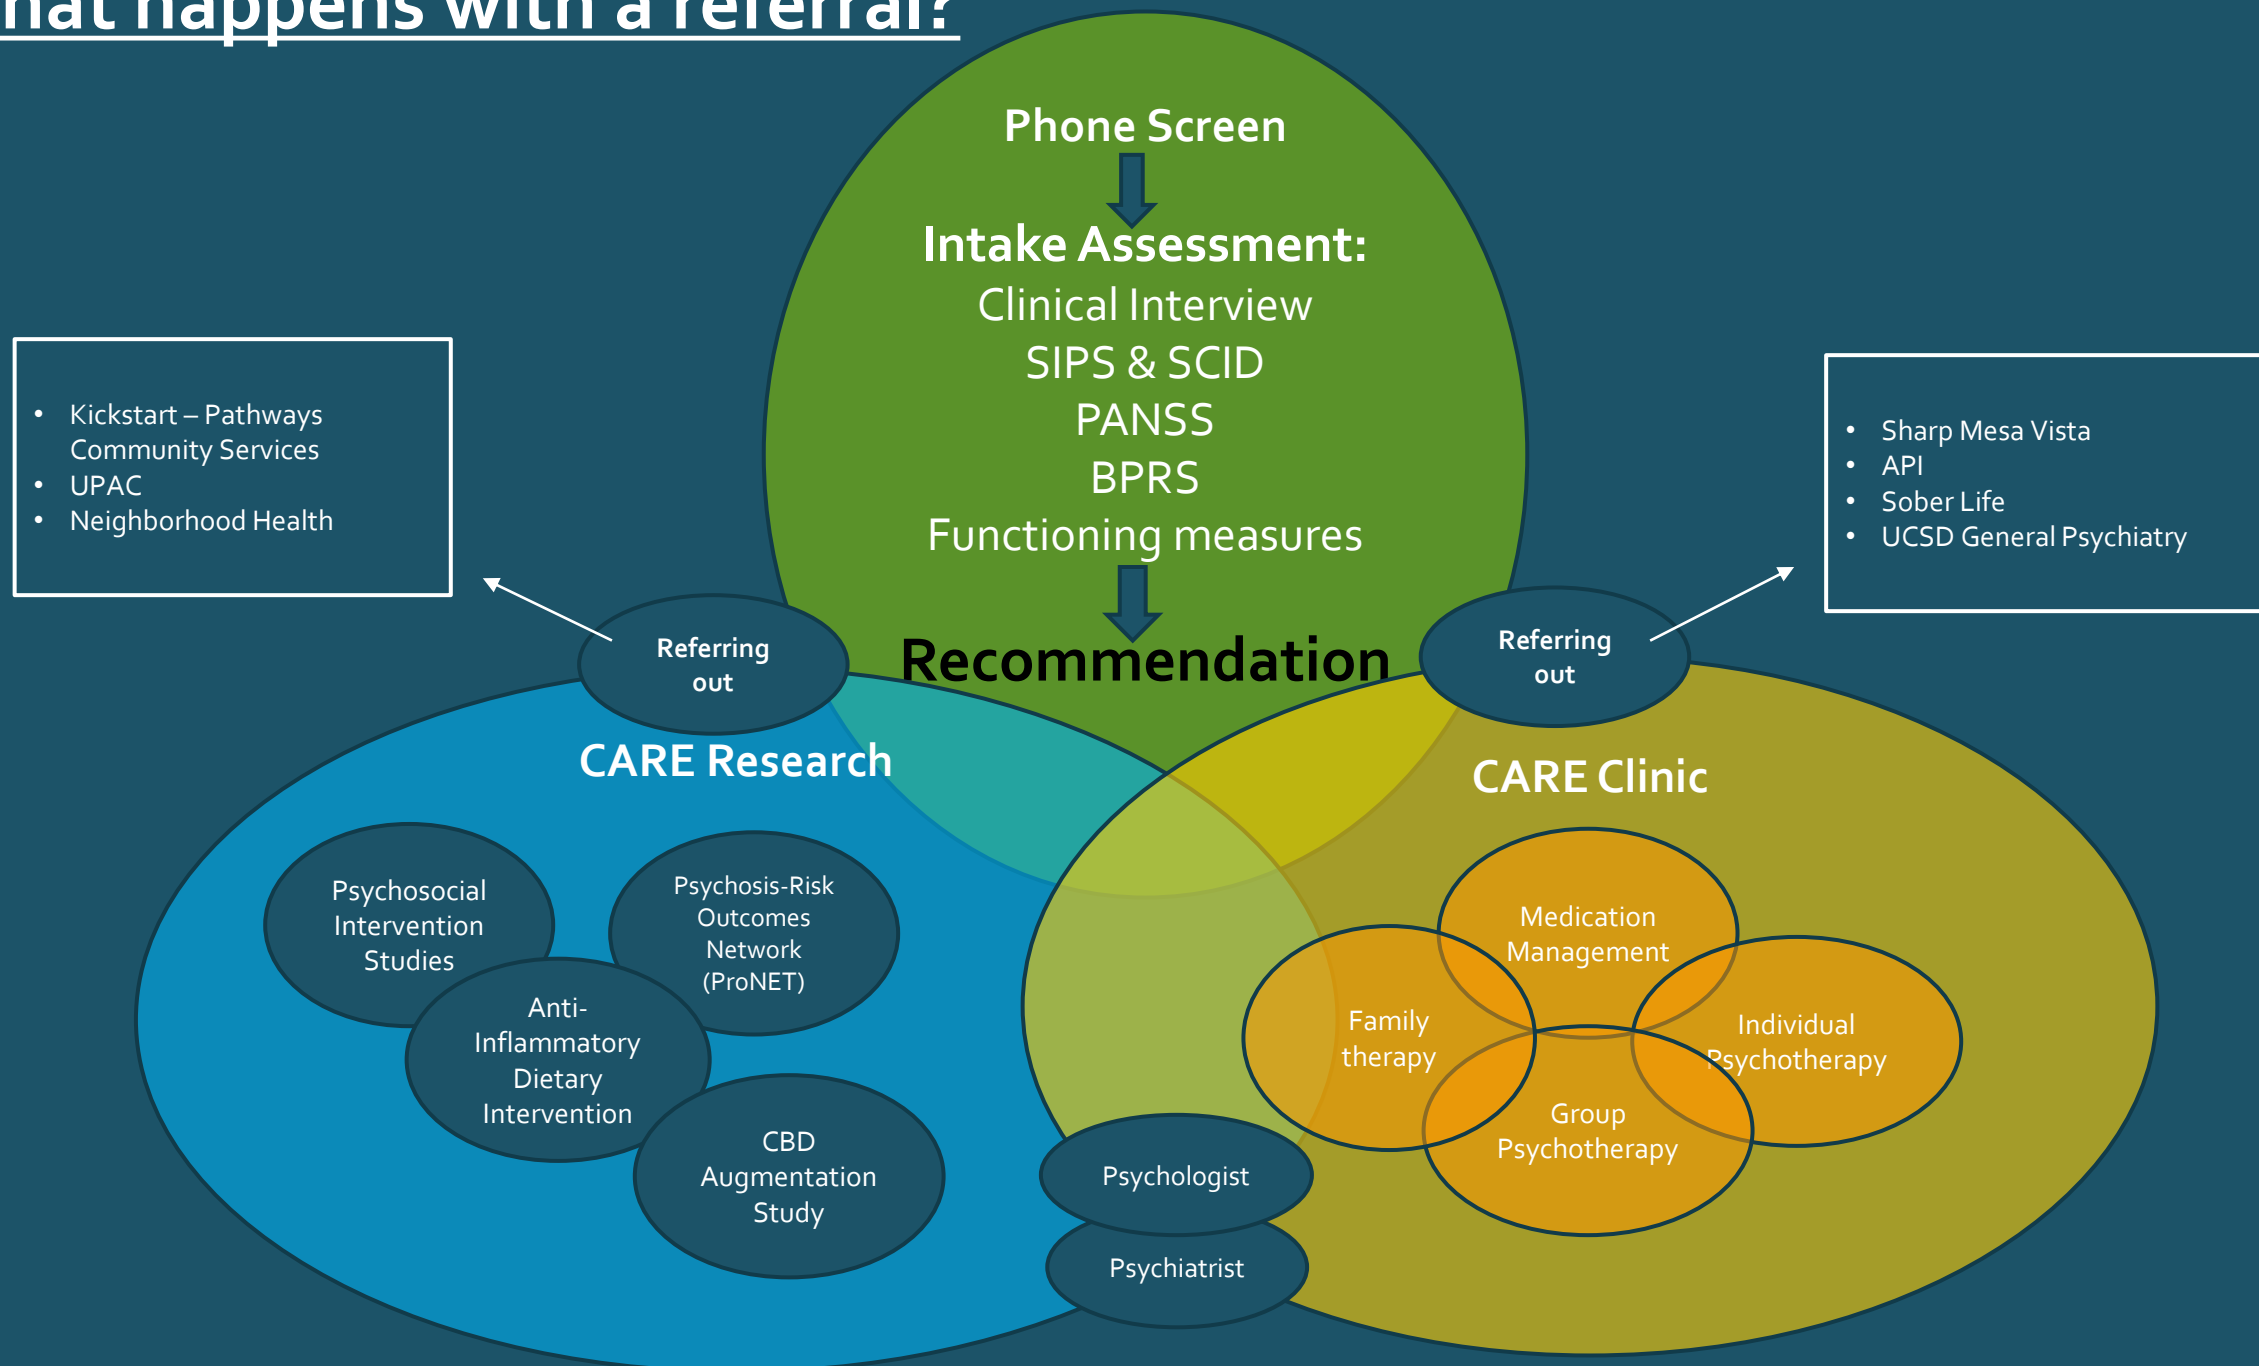 hat happens with a referral?
Phone Screen
Intake Assessment:
Clinical Interview
SIPS & SCID
PANSS
BPRS
Functioning measures
Recommendation
• Kickstart – Pathways
Community Services
• UPAC
• Neighborhood Health
• Sharp Mesa Vista
• API
• Sober Life
• UCSD General Psychiatry
Referring
out
Referring
out
CARE Research
Psychosocial
Intervention
Studies
Psychosis-Risk
Outcomes
Network
(ProNET)
Anti-
Inflammatory
Dietary
Intervention
CBD
Augmentation
Study
CARE Clinic
Medication
Management
Family
therapy
Individual
Psychotherapy
Group
Psychotherapy
Psychologist
Psychiatrist